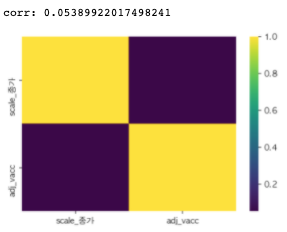 corr: 0.05389922017498241
scale_증가
adj_vacc
scale_증가
adj_vacc
1.0
0.8
0.6
0.4
0.2